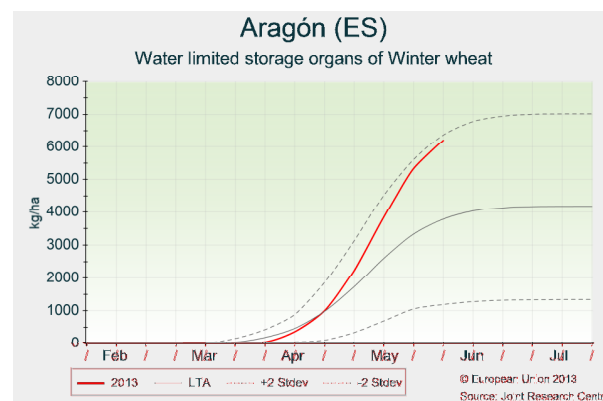 Aragón (ES)
Water limited storage organs of Winter wheat
8000
7000
6000
5000
4000
3000
2000
1000
0
kg/ha
Feb
Mar
Apr
May
Jun
Jul
2013
LTA
+2 Stdev
-2 Stdev
© European Union 2013
Source: Joint Research Centr